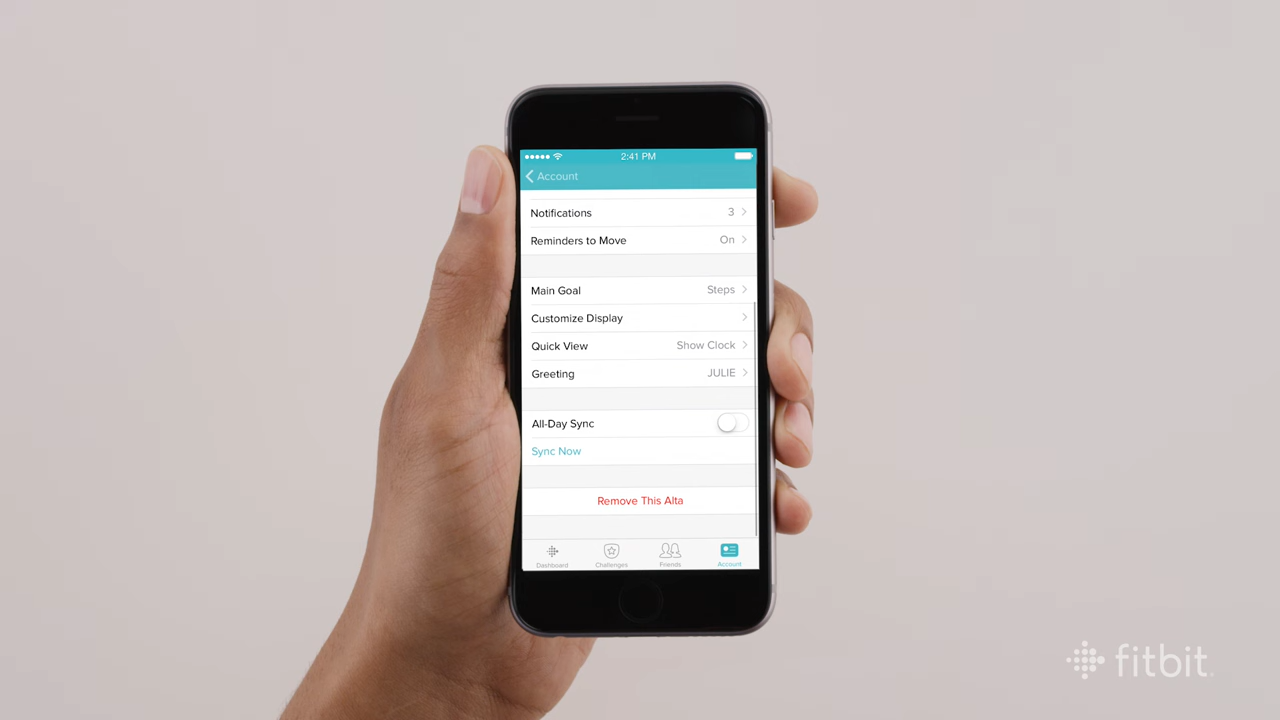 2:41 PM
Account
Notifications 3
Reminders to Move On
Main Goal Steps
Customize Display
Quick View Show Clock
Greeting JULIE
All-Day Sync
Sync Now
Remove This Alta
Dashboard Challenges Friends Account
fitbit